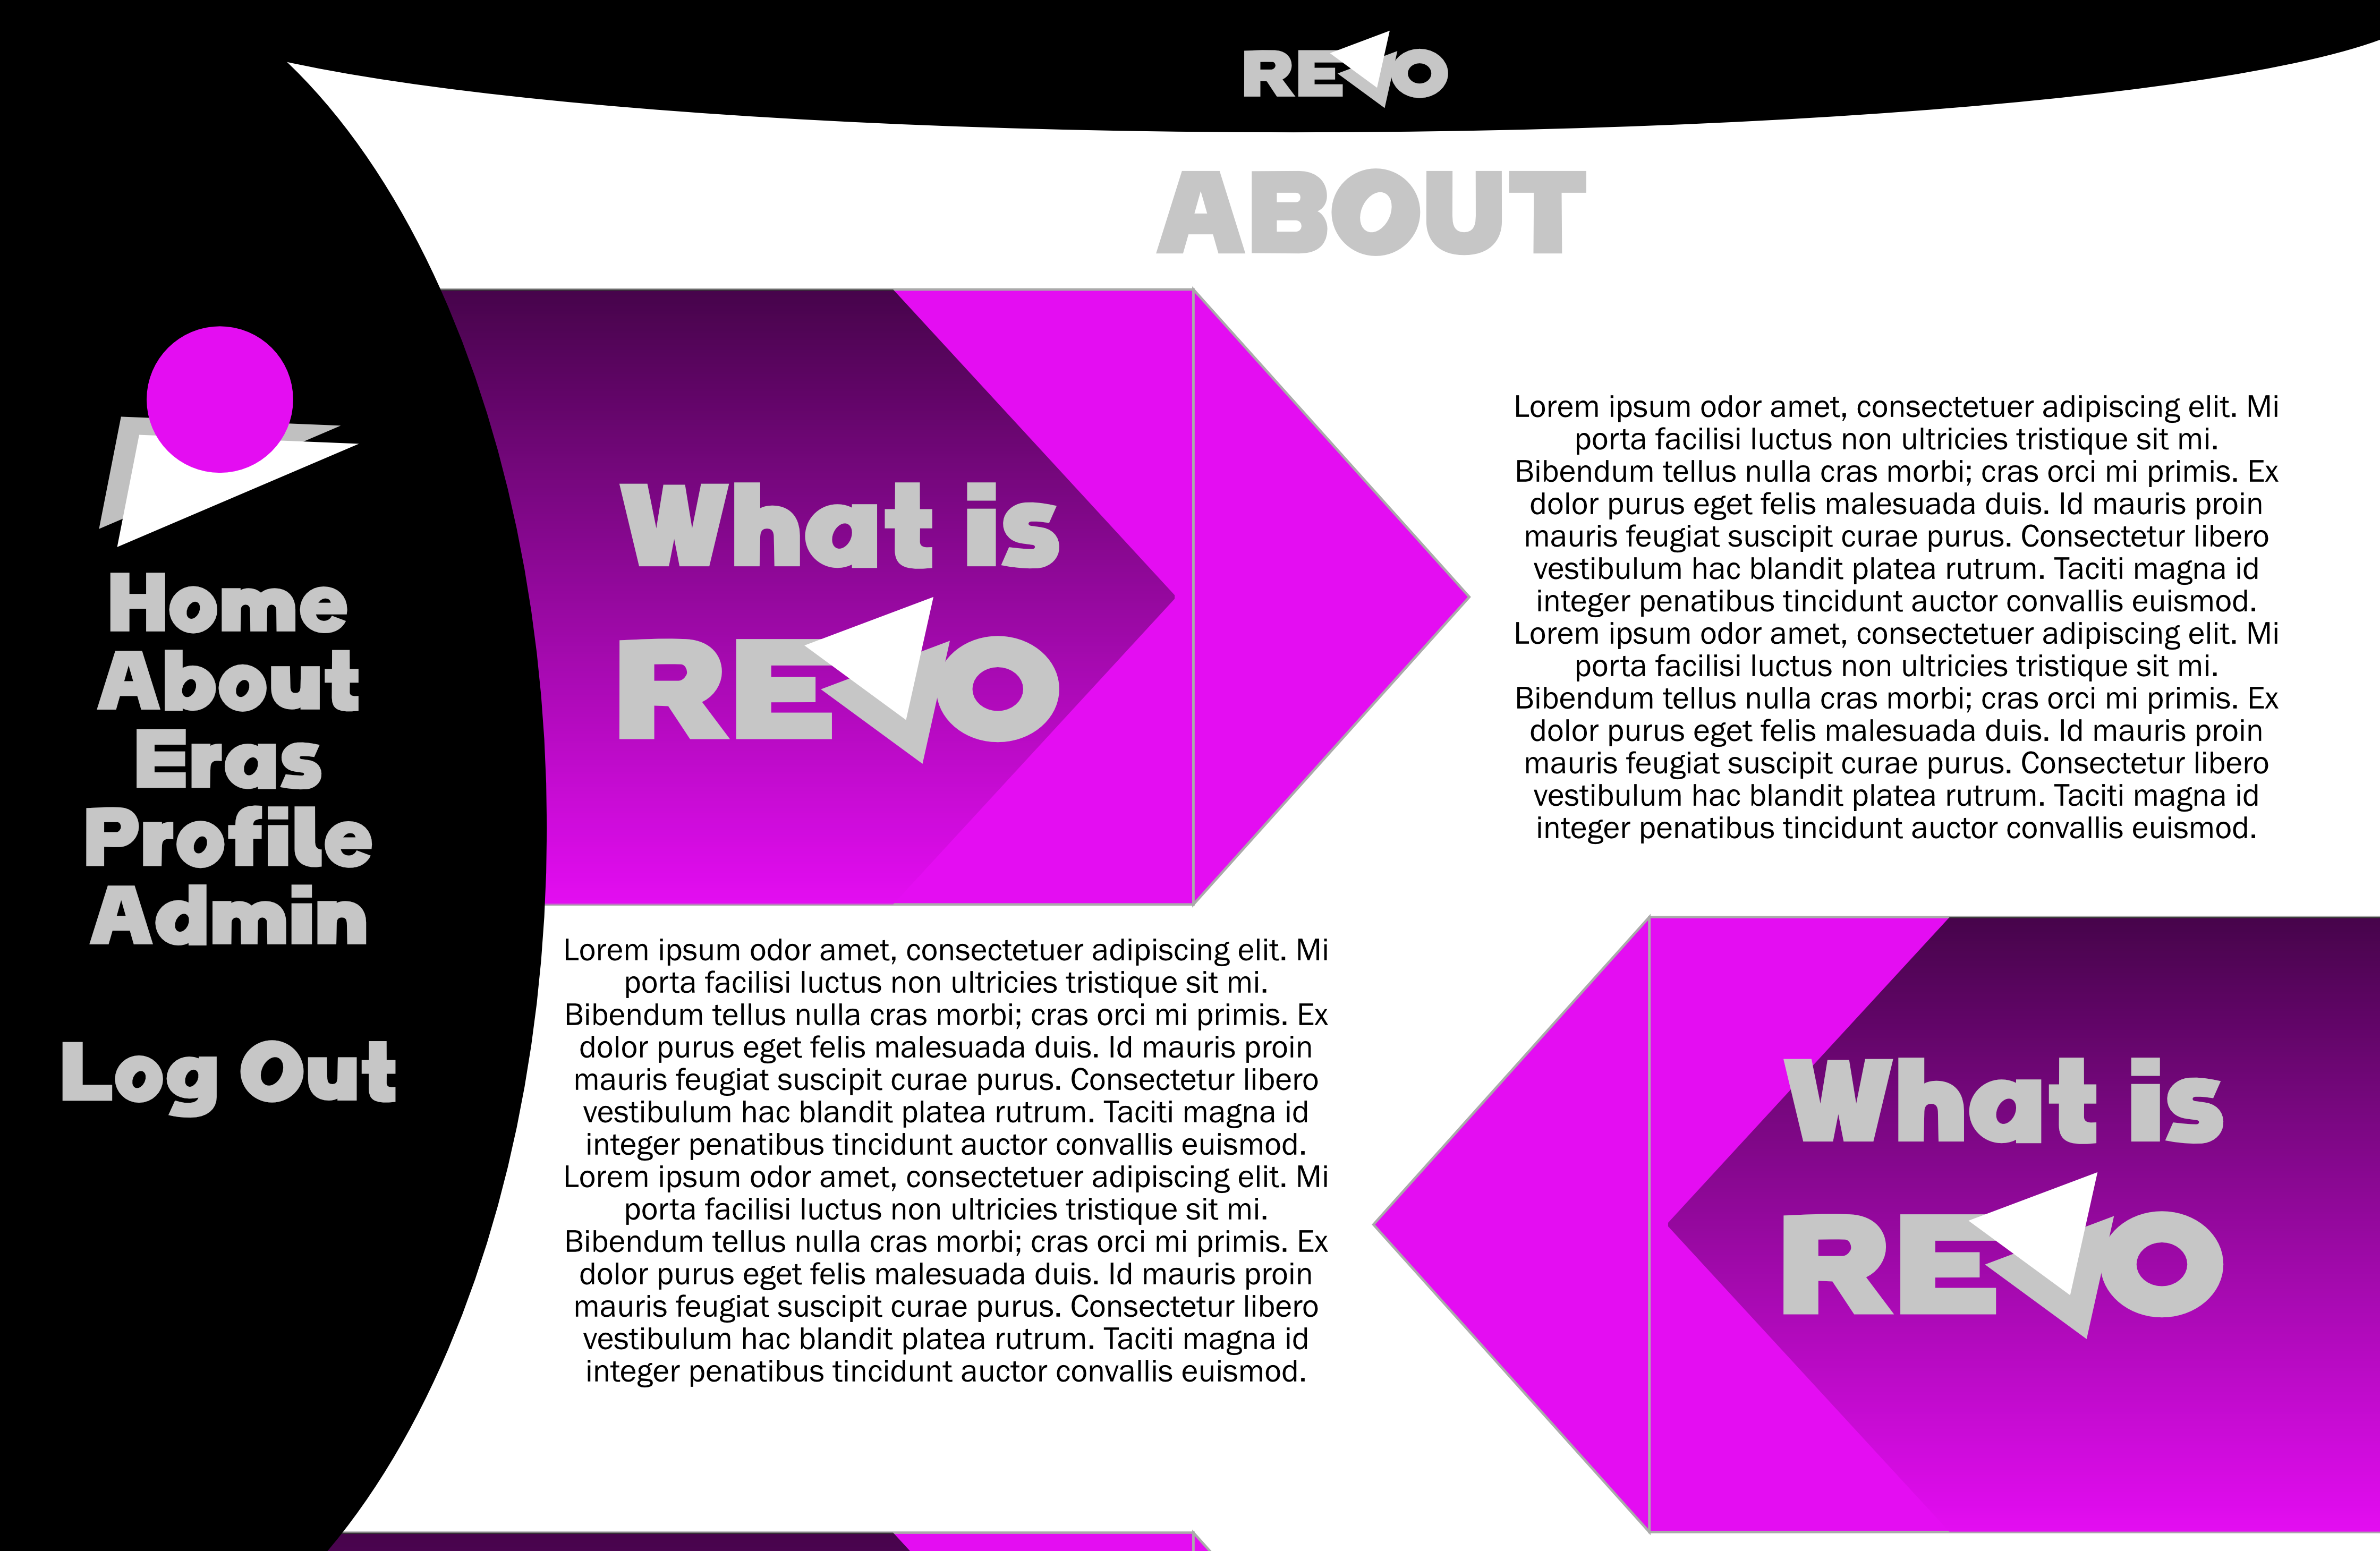 REVO
ABOUT
Home
About
Eras
Profile
Admin
Log Out
What is
REVO
Lorem ipsum odor amet, consectetuer adipiscing elit. Mi
porta facilisi luctus non ultricies tristique sit mi.
Bibendum tellus nulla cras morbi; cras orci mi primis. Ex
dolor purus eget felis malesuada duis. Id mauris proin
mauris feugiat suscipit curae purus. Consectetur libero
vestibulum hac blandit platea rutrum. Taciti magna id
integer penatibus tincidunt auctor convallis euismod.
Lorem ipsum odor amet, consectetuer adipiscing elit. Mi
porta facilisi luctus non ultricies tristique sit mi.
Bibendum tellus nulla cras morbi; cras orci mi primis. Ex
dolor purus eget felis malesuada duis. Id mauris proin
mauris feugiat suscipit curae purus. Consectetur libero
vestibulum hac blandit platea rutrum. Taciti magna id
integer penatibus tincidunt auctor convallis euismod.
Lorem ipsum odor amet, consectetuer adipiscing elit. Mi
porta facilisi luctus non ultricies tristique sit mi.
Bibendum tellus nulla cras morbi; cras orci mi primis. Ex
dolor purus eget felis malesuada duis. Id mauris proin
mauris feugiat suscipit curae purus. Consectetur libero
vestibulum hac blandit platea rutrum. Taciti magna id
integer penatibus tincidunt auctor convallis euismod.
Lorem ipsum odor amet, consectetuer adipiscing elit. Mi
porta facilisi luctus non ultricies tristique sit mi.
Bibendum tellus nulla cras morbi; cras orci mi primis. Ex
dolor purus eget felis malesuada duis. Id mauris proin
mauris feugiat suscipit curae purus. Consectetur libero
vestibulum hac blandit platea rutrum. Taciti magna id
integer penatibus tincidunt auctor convallis euismod.
What is
REVO